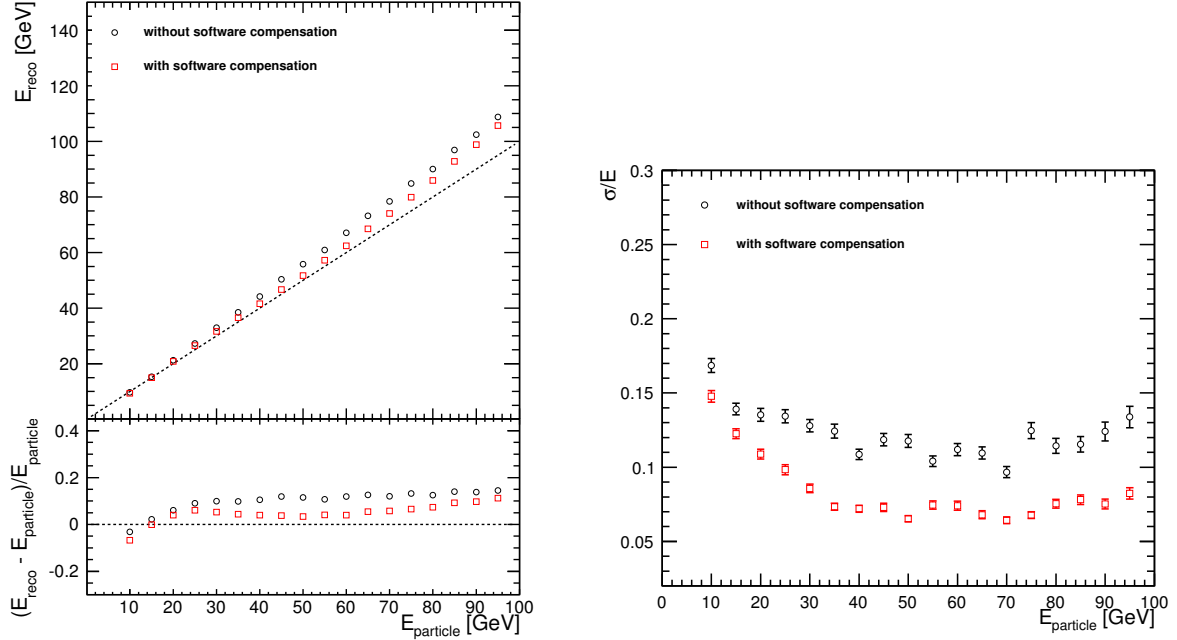 E_reco [GeV]
140
120
100
80
60
40
20
without software compensation
with software compensation
(E_reco - E_particle)/E_particle
0.4
0.2
0
-0.2
10 20 30 40 50 60 70 80 90 100
E_particle [GeV]
σ/E
0.3
0.25
0.2
0.15
0.1
0.05
without software compensation
with software compensation
0 10 20 30 40 50 60 70 80 90 100
E_particle [GeV]